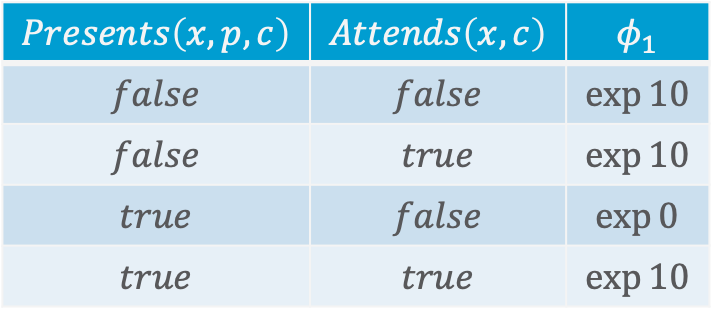 Presents(x, p, c) Attends(x, c) ϕ₁
false false exp 10
false true exp 10
true false exp 0
true true exp 10